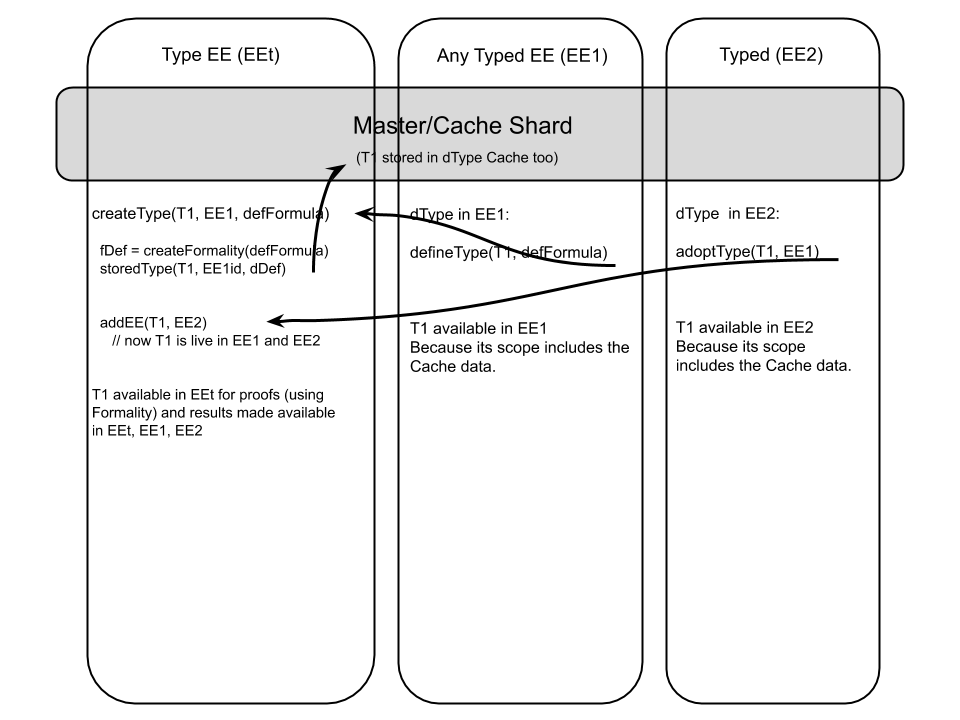 Type EE (EEt)
Any Typed EE (EE1)
Typed (EE2)
Master/Cache Shard
(T1 stored in dType Cache too)
createType(T1, EE1, defFormula)
fDef = createFormality(defFormula)
storedType(T1, EE1id, dDef)
addEE(T1, EE2)
// now T1 is live in EE1 and EE2
T1 available in EEt for proofs (using
Formality) and results made available
in EEt, EE1, EE2
dType in EE1:
defineType(T1, defFormula)
T1 available in EE1
Because its scope includes the
Cache data.
dType  in EE2:
adoptType(T1, EE1)
T1 available in EE2
Because its scope
includes the Cache data.